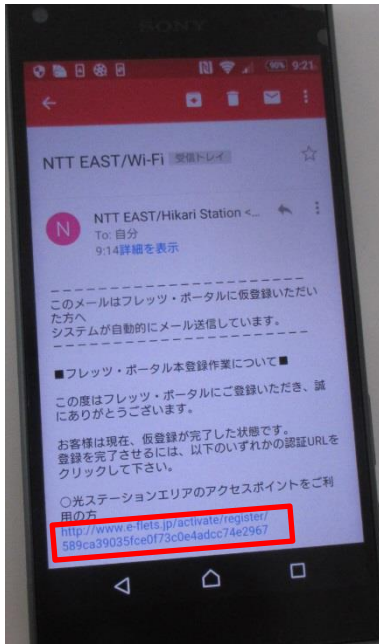 SONY
90% 9:21
NTT EAST/Wi-Fi 受信トレイ
N
NTT EAST/Hikari Station <...
To: 自分
9:14 詳細を表示
このメールはフレッツ・ポータルに仮登録いただい
た方へ
システムが自動的にメール送信しています。
■フレッツ・ポータル本登録作業について■
この度はフレッツ・ポータルにご登録いただき、誠
にありがとうございます。
お客様は現在、仮登録が完了した状態です。
登録を完了させるには、以下のいずれかの認証URLを
クリックして下さい。
○光ステーションエリアのアクセスポイントをご利
用の方
http://www.e-flets.jp/activate/register/
589ca39035fce0f73c0e4adcc74e2967